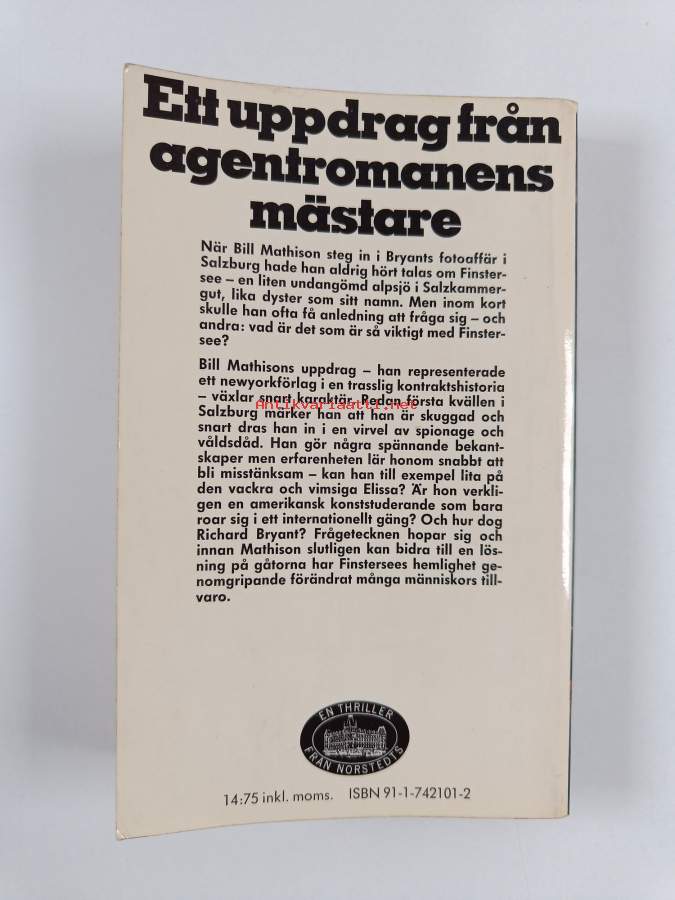 Ett uppdrag från
agentromanens
mästare
När Bill Mathison steg in i Bryants fotoaffär i
Salzburg hade han aldrig hört talas om Finster-
see – en liten undangömd alpsjö i Salzkammer-
gut, lika dyster som sitt namn. Men inom kort
skulle han ofta få anledning att fråga sig – och
andra: vad är det som är så viktigt med Finster-
see?
Bill Mathisons uppdrag – han representerade
ett newyorkförlag i en trasslig kontraktshistoria
– växlar snart karaktär. Redan första kvällen i
Antikvariaatti.net
Salzburg märker han att han är skuggad och
snart dras han in i en virvel av spionage och
våldsdåd. Han gör några spännande bekant-
skaper men erfarenheten lär honom snabbt att
bli misstänksam – kan han till exempel lita på
den vackra och vimsiga Elissa? Är hon verkli-
gen en amerikansk konststuderande som bara
roar sig i ett internationellt gäng? Och hur dog
Richard Bryant? Frågetecknen hopar sig och
innan Mathison slutligen kan bidra till en lös-
ning på gåtorna har Finstersees hemlighet ge-
nomgripande förändrat många människors till-
varo.
EN THRILLER
FRÅN NORSTEDTS
14:75 inkl. moms. ISBN 91-1-742101-2